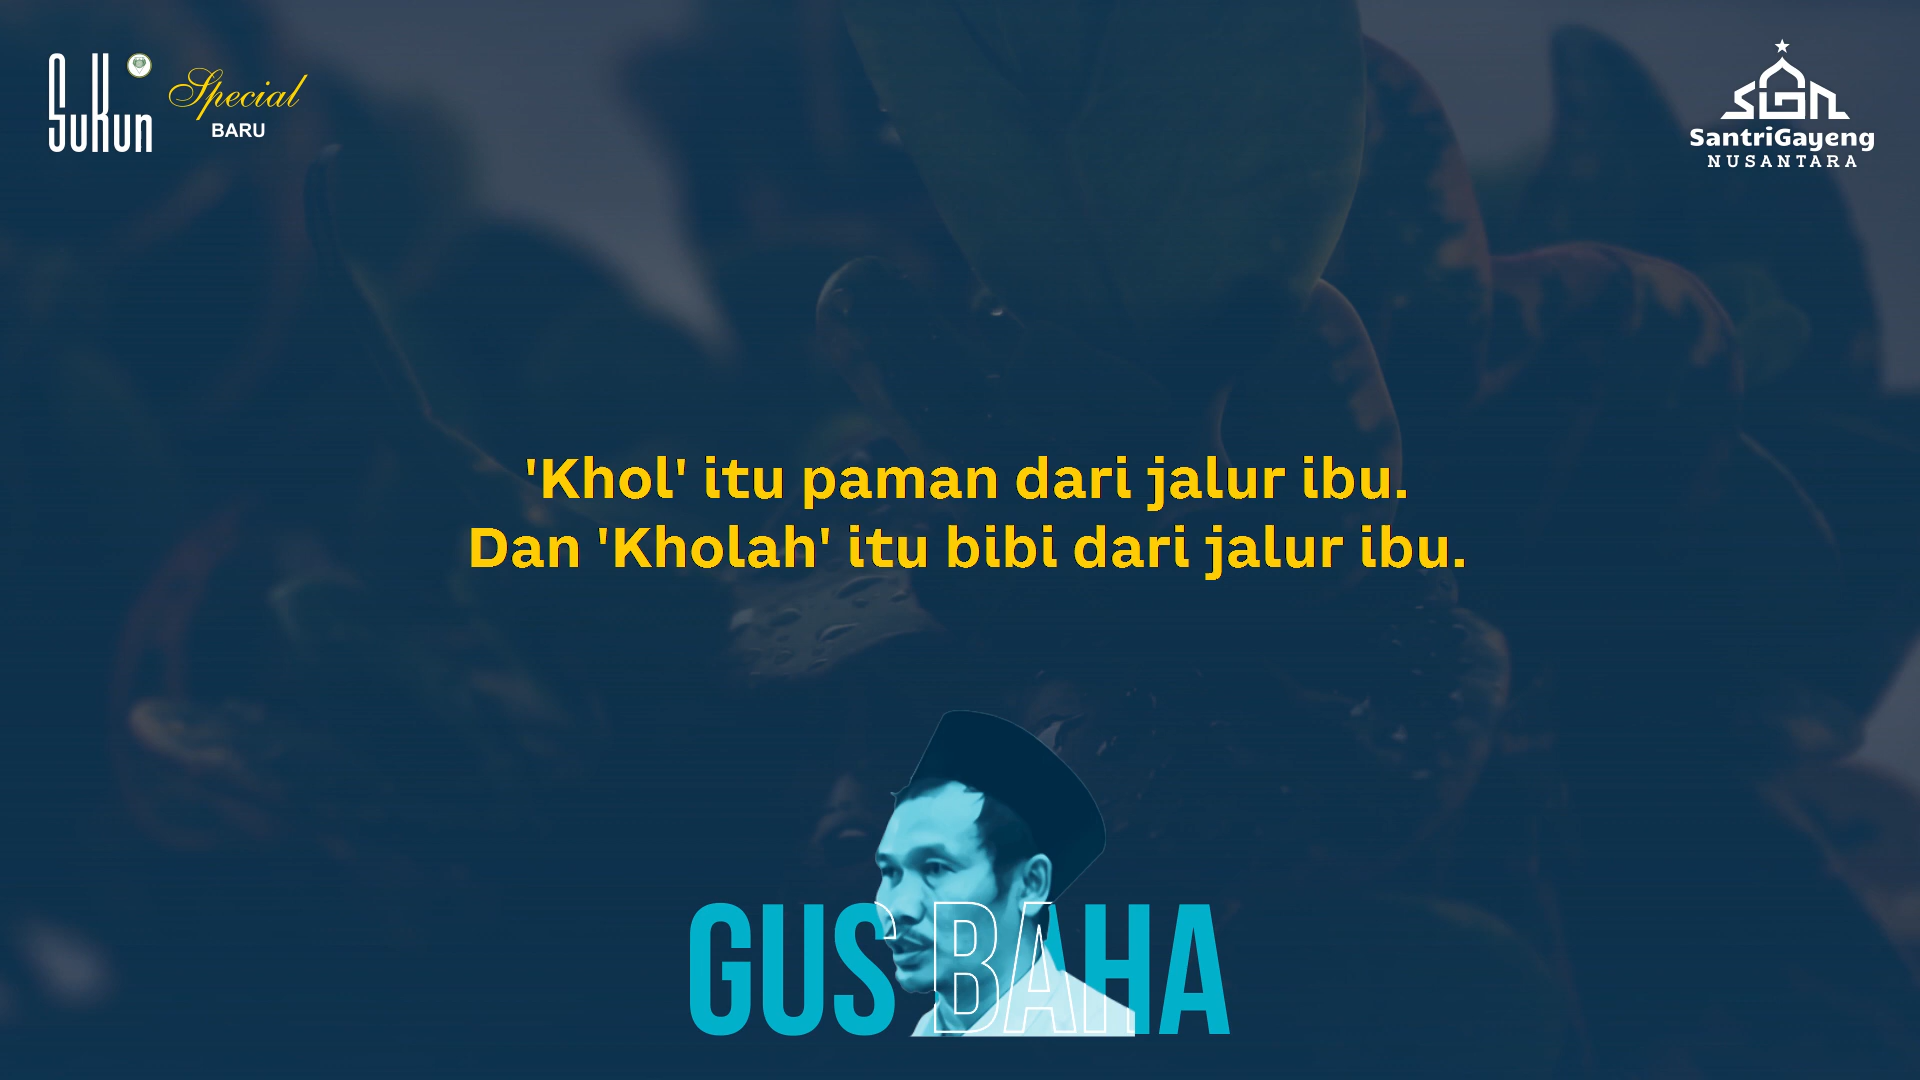 Sukun
Special
BARU
SIGN
SantriGayeng
NUSANTARA
'Khol' itu paman dari jalur ibu.
Dan 'Kholah' itu bibi dari jalur ibu.
GUS BAHA